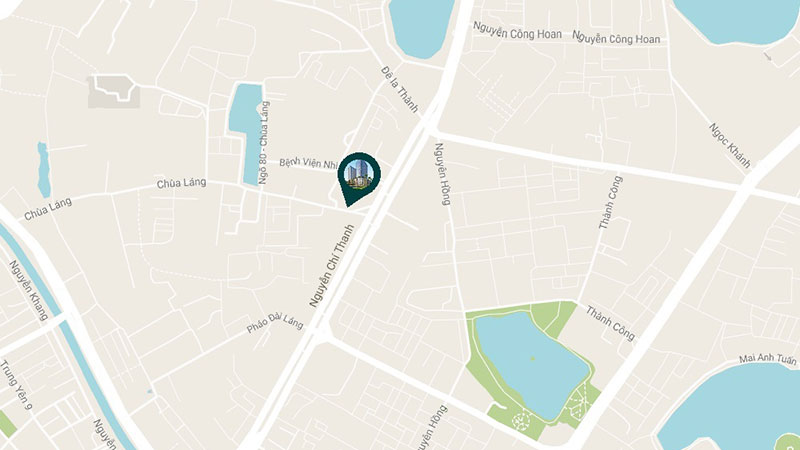 Nguyễn Công Hoan
Nguyễn Công Hoan
Đê la Thành
Ngõ 80 - Chùa Láng
Ngọc Khánh
Bệnh Viện Nhi
Nguyên Hồng
Chùa Láng
Thành Công
Chùa Láng
Nguyễn Chí Thanh
Nguyễn Khang
Pháo Đài Láng
Thành Công
Mai Anh Tuấn
Trung Yên 9
Nguyễn
uyên Hồng